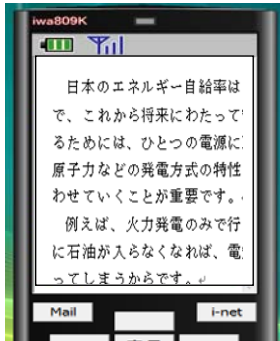 iwa809K
日本のエネルギー自給率は
で、これから将来にわたって
るためには、ひとつの電源に
原子力などの発電方式の特性
わせていくことが重要です。
例えば、火力発電のみで行
に石油が入らなくなれば、電
ってしまうからです。
Mail
i-net